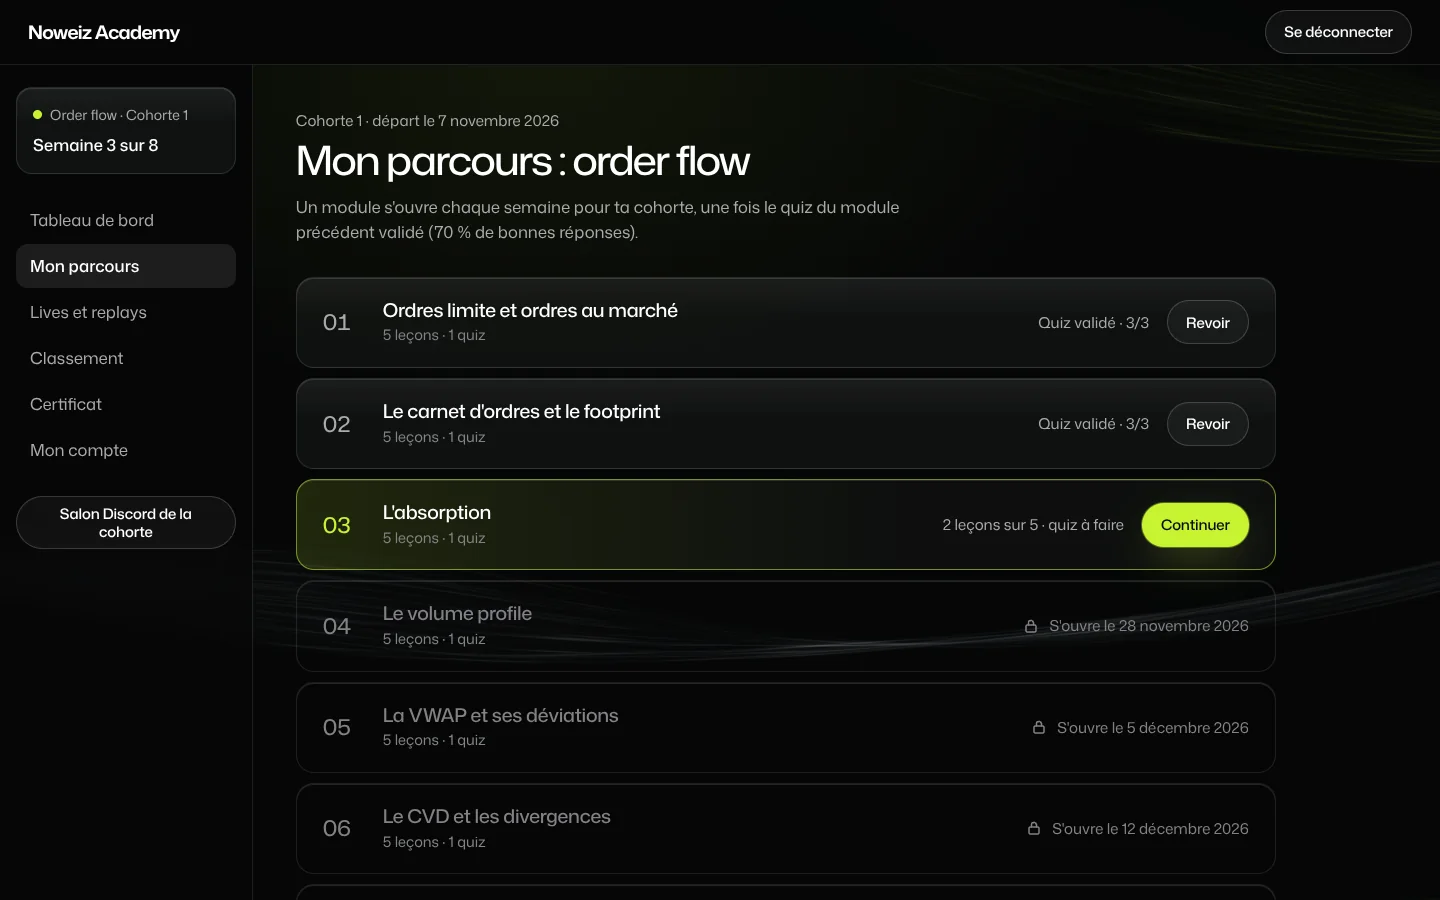 Noweiz Academy
Se déconnecter
Order flow · Cohorte 1
Semaine 3 sur 8
Tableau de bord
Mon parcours
Lives et replays
Classement
Certificat
Mon compte
Salon Discord de la
cohorte
Cohorte 1 · départ le 7 novembre 2026
Mon parcours : order flow
Un module s'ouvre chaque semaine pour ta cohorte, une fois le quiz du module
précédent validé (70 % de bonnes réponses).
01
Ordres limite et ordres au marché
5 leçons · 1 quiz
Quiz validé · 3/3
Revoir
02
Le carnet d'ordres et le footprint
5 leçons · 1 quiz
Quiz validé · 3/3
Revoir
03
L'absorption
5 leçons · 1 quiz
2 leçons sur 5 · quiz à faire
Continuer
04
Le volume profile
5 leçons · 1 quiz
S'ouvre le 28 novembre 2026
05
La VWAP et ses déviations
5 leçons · 1 quiz
S'ouvre le 5 décembre 2026
06
Le CVD et les divergences
5 leçons · 1 quiz
S'ouvre le 12 décembre 2026